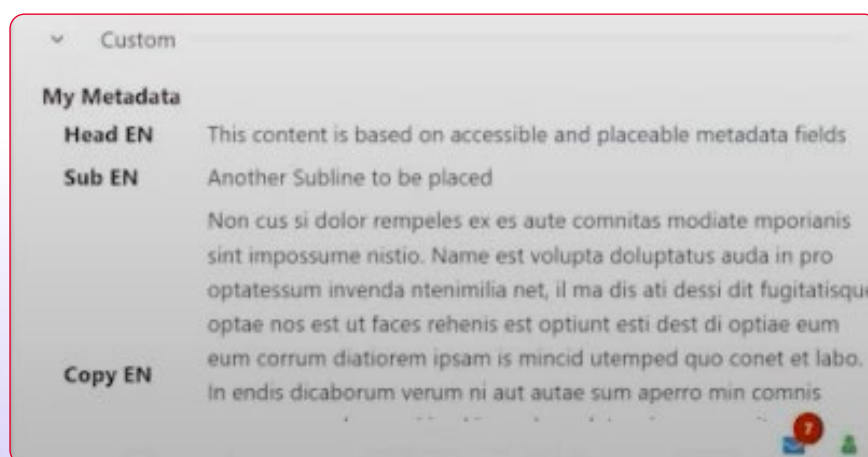 Custom
My Metadata
Head EN This content is based on accessible and placeable metadata fields
Sub EN Another Subline to be placed
Non cus si dolor rempeles ex es aute comnitas modiate mporianis
sint impossume nistio. Name est volupta doluptatus auda in pro
optatessum invenda ntenimilia net, il ma dis ati dessi dit fugitatisque
optae nos est ut faces rehenis est optiunt esti dest di optiae eum
eum corrum diatiorem ipsam is mincid utemped quo conet et labo.
Copy EN
In endis dicaborum verum ni aut autae sum aperro min comnis
7